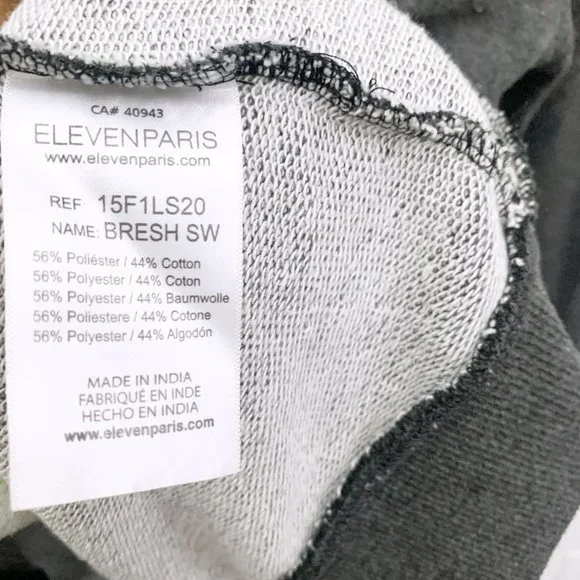 CA# 40943
ELEVENPARIS
www.elevenparis.com
REF: 15F1LS20
NAME: BRESH SW
56% Poliéster / 44% Cotton
56% Polyester / 44% Coton
56% Polyester / 44% Baumwolle
56% Poliestere / 44% Cotone
56% Polyester / 44% Algodón
MADE IN INDIA
FABRIQUÉ EN INDE
HECHO EN INDIA
www.elevenparis.com